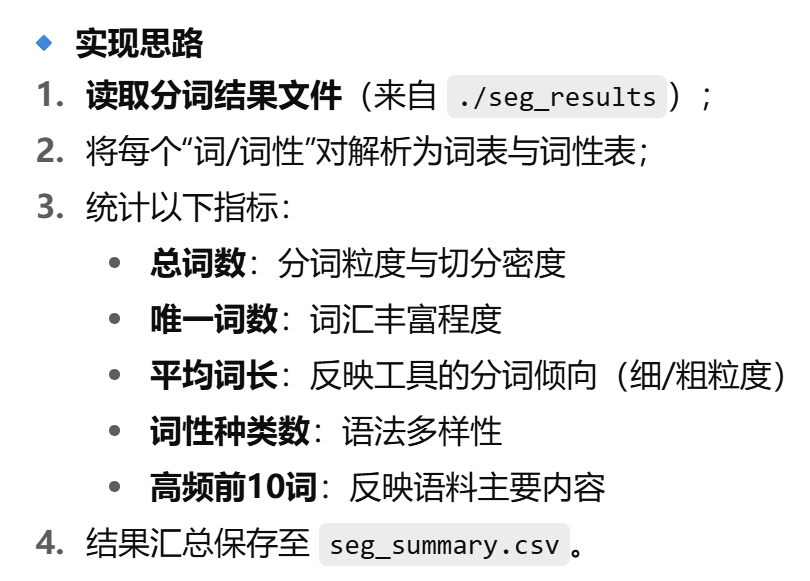 实现思路
1. 读取分词结果文件（来自 ./seg_results）；
2. 将每个“词/词性”对解析为词表与词性表；
3. 统计以下指标：
• 总词数：分词粒度与切分密度
• 唯一词数：词汇丰富程度
• 平均词长：反映工具的分词倾向（细/粗粒度）
• 词性种类数：语法多样性
• 高频前10词：反映语料主要内容
4. 结果汇总保存至 seg_summary.csv。